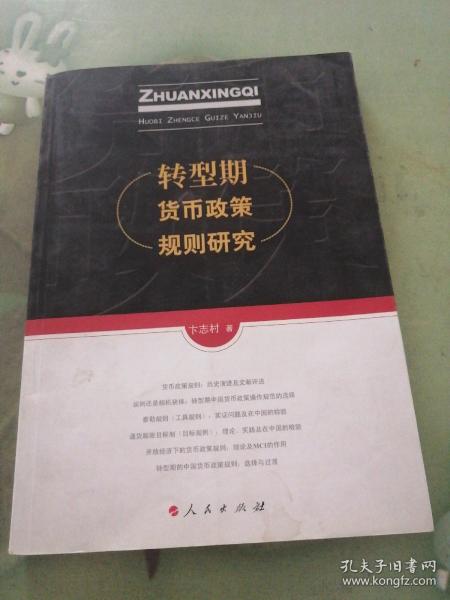 ZHUANXINGQI
HUOBI ZHENGCE GUIZE YANJIU
转型期
货币政策
规则研究
卞志村 著
货币政策规则：历史演进及文献评述
规则还是相机抉择：转型期中国货币政策操作规范的选择
泰勒规则（工具规则）：实证问题及在中国的检验
通货膨胀目标制（目标规则）：理论、实践及在中国的检验
开放经济下的货币政策规则：理论及MCI的作用
转型期的中国货币政策规则：选择与过渡
人民出版社
孔夫子旧书网
www.kongfz.com